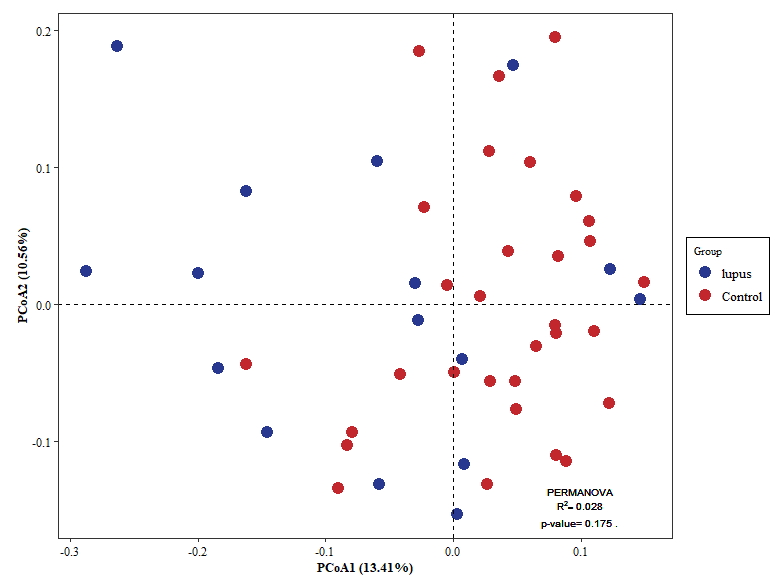 0.2
0.1
0.0
-0.1
PCoA2 (10.56%)
-0.3
-0.2
-0.1
0.0
0.1
PCoA1 (13.41%)
PERMANOVA
R²= 0.028
p-value= 0.175 .
Group
lupus
Control